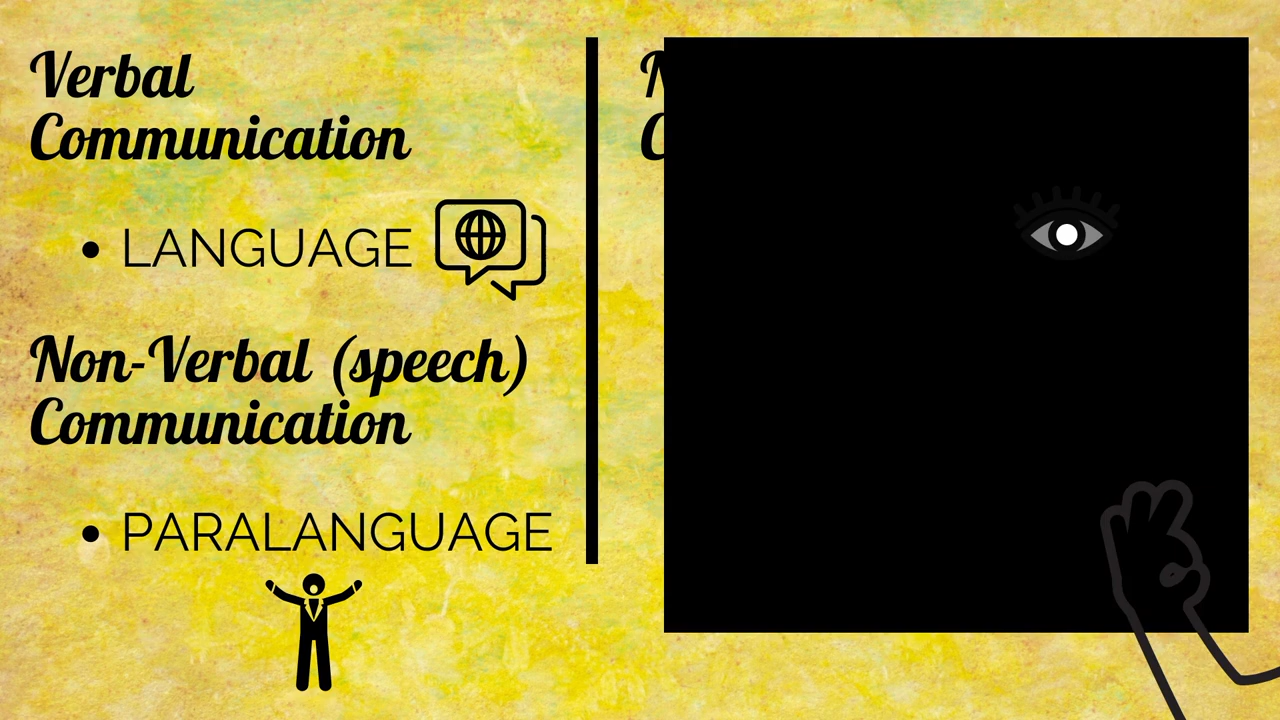 Verbal
Communication
• LANGUAGE
Non-Verbal (speech)
Communication
• PARALANGUAGE